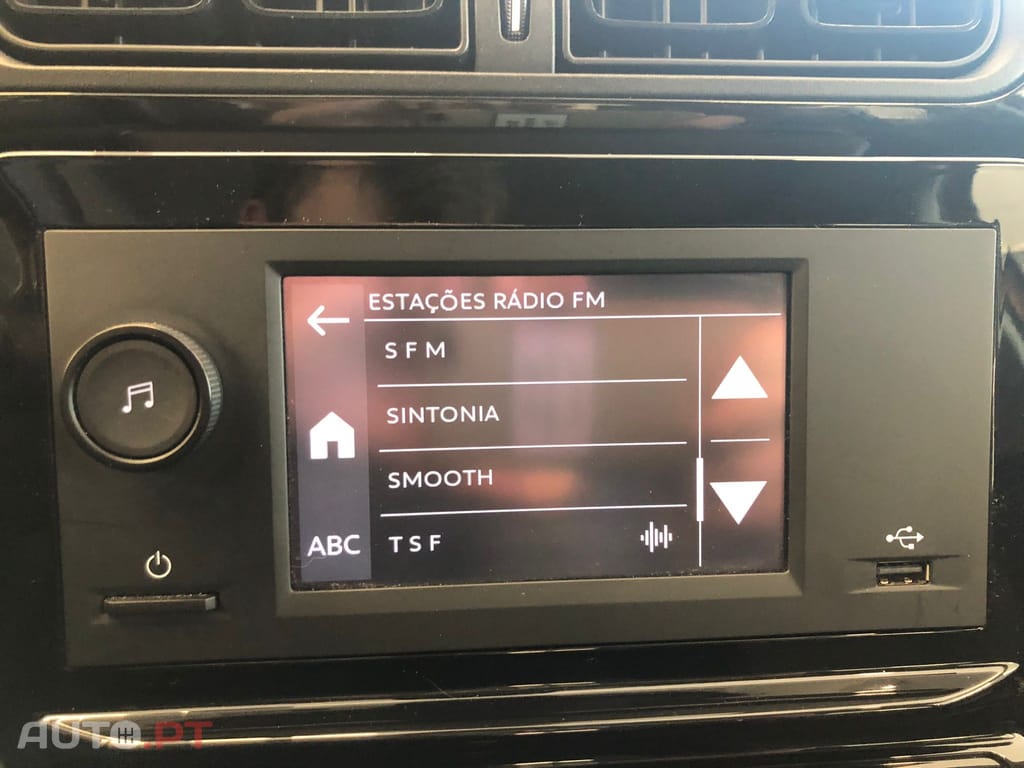 ESTAÇÕES RÁDIO FM
S F M
SINTONIA
SMOOTH
ABC
T S F
AUTO.PT